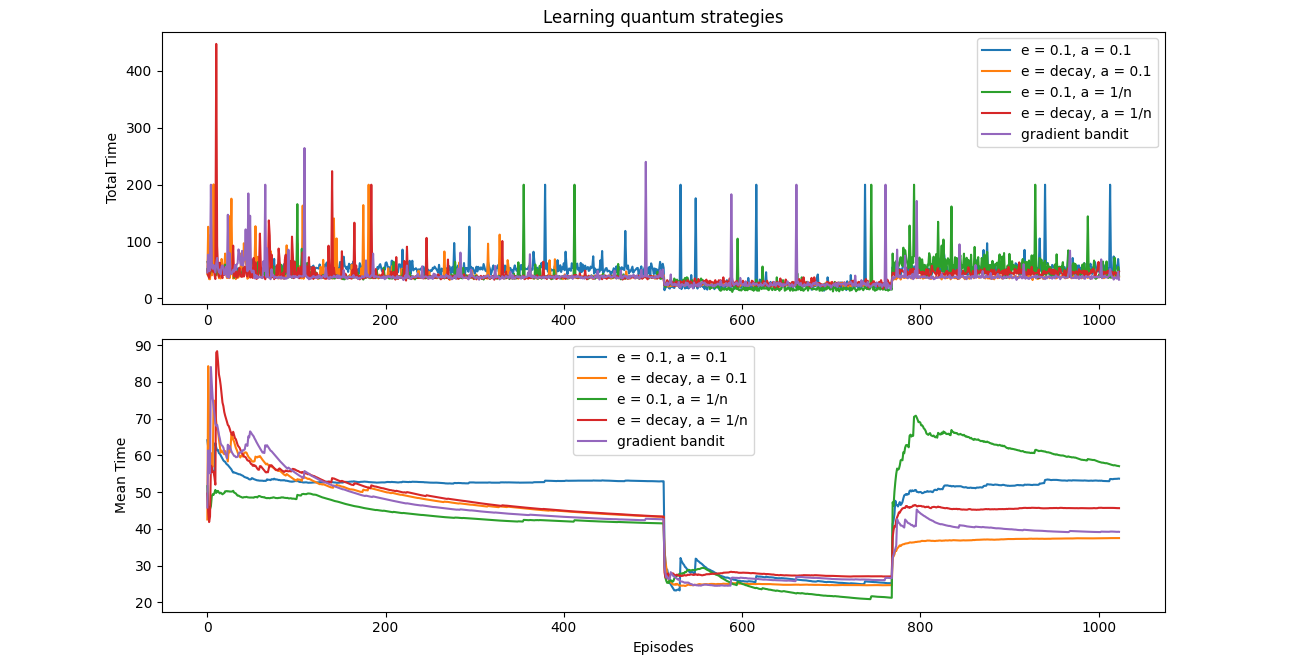 Learning quantum strategies
Total Time
400
300
200
100
0
e = 0.1, a = 0.1
e = decay, a = 0.1
e = 0.1, a = 1/n
e = decay, a = 1/n
gradient bandit
0 200 400 600 800 1000
Mean Time
90
80
70
60
50
40
30
20
e = 0.1, a = 0.1
e = decay, a = 0.1
e = 0.1, a = 1/n
e = decay, a = 1/n
gradient bandit
0 200 400 600 800 1000
Episodes